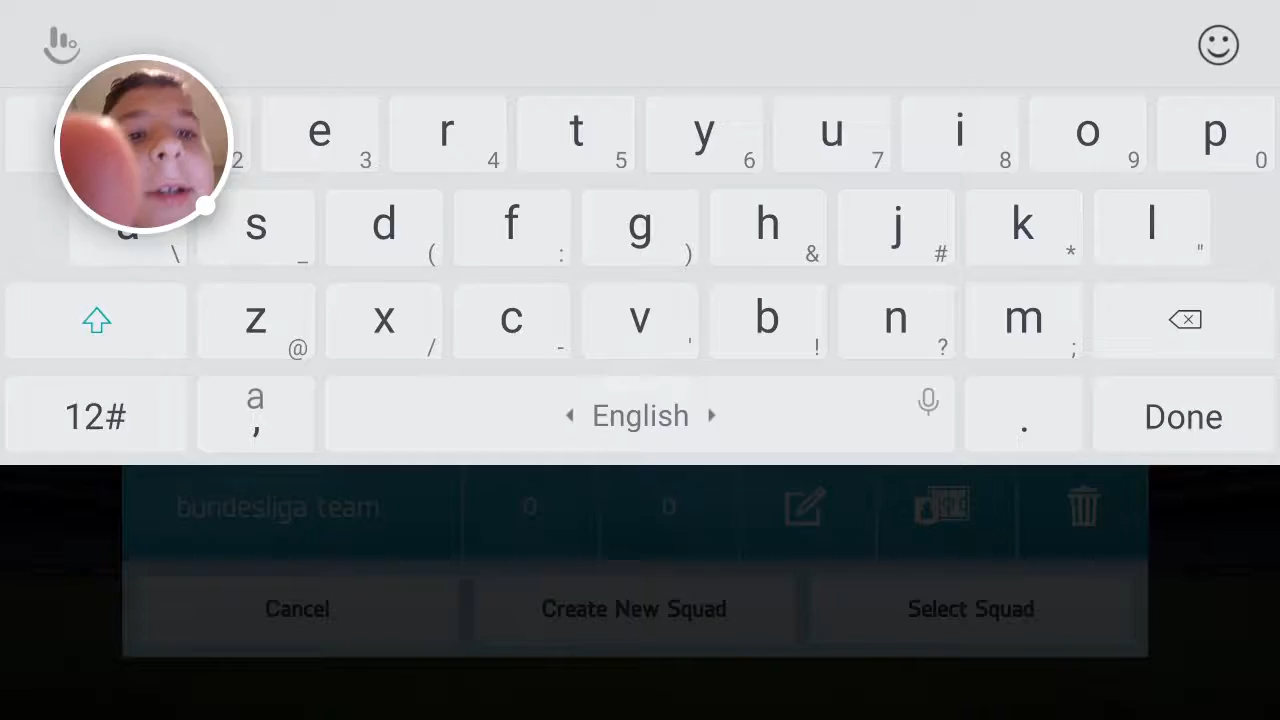 2 e 3 r 4 t 5 y 6 u 7 i 8 o 9 p 0
a \ s _ d ( f : g ) h & j # k * l "
z @ x / c - v ' b ! n ? m ;
12# a , English . Done
bundesliga team 0 0
Cancel Create New Squad Select Squad